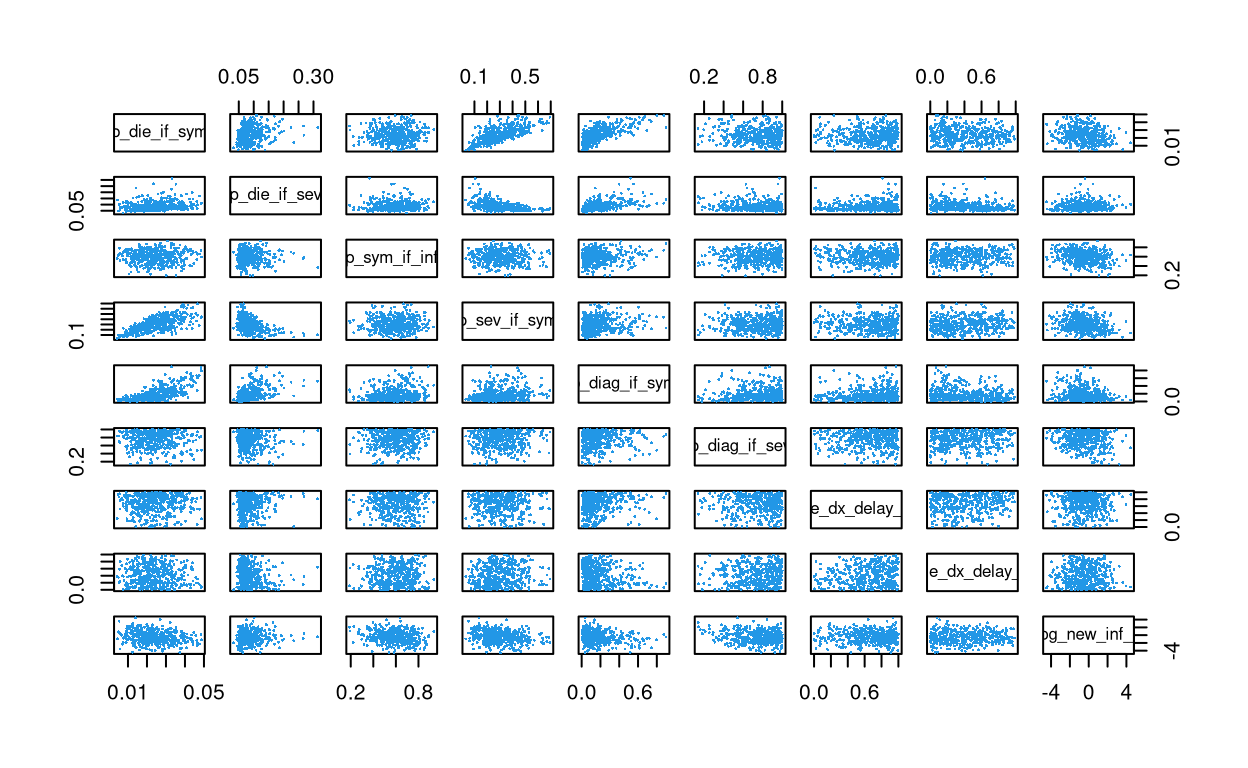 0.05 0.30 0.1 0.5 0.2 0.8 0.0 0.6
p_die_if_sym 0.01
0.05 p_die_if_sev
p_sym_if_inf 0.2
0.1 p_sev_if_sym
_diag_if_sym 0.0
0.2 p_diag_if_sev
e_dx_delay_ 0.0
0.0 e_dx_delay_
og_new_inf_ -4
0.01 0.05 0.2 0.8 0.0 0.6 0.0 0.6 -4 0 4